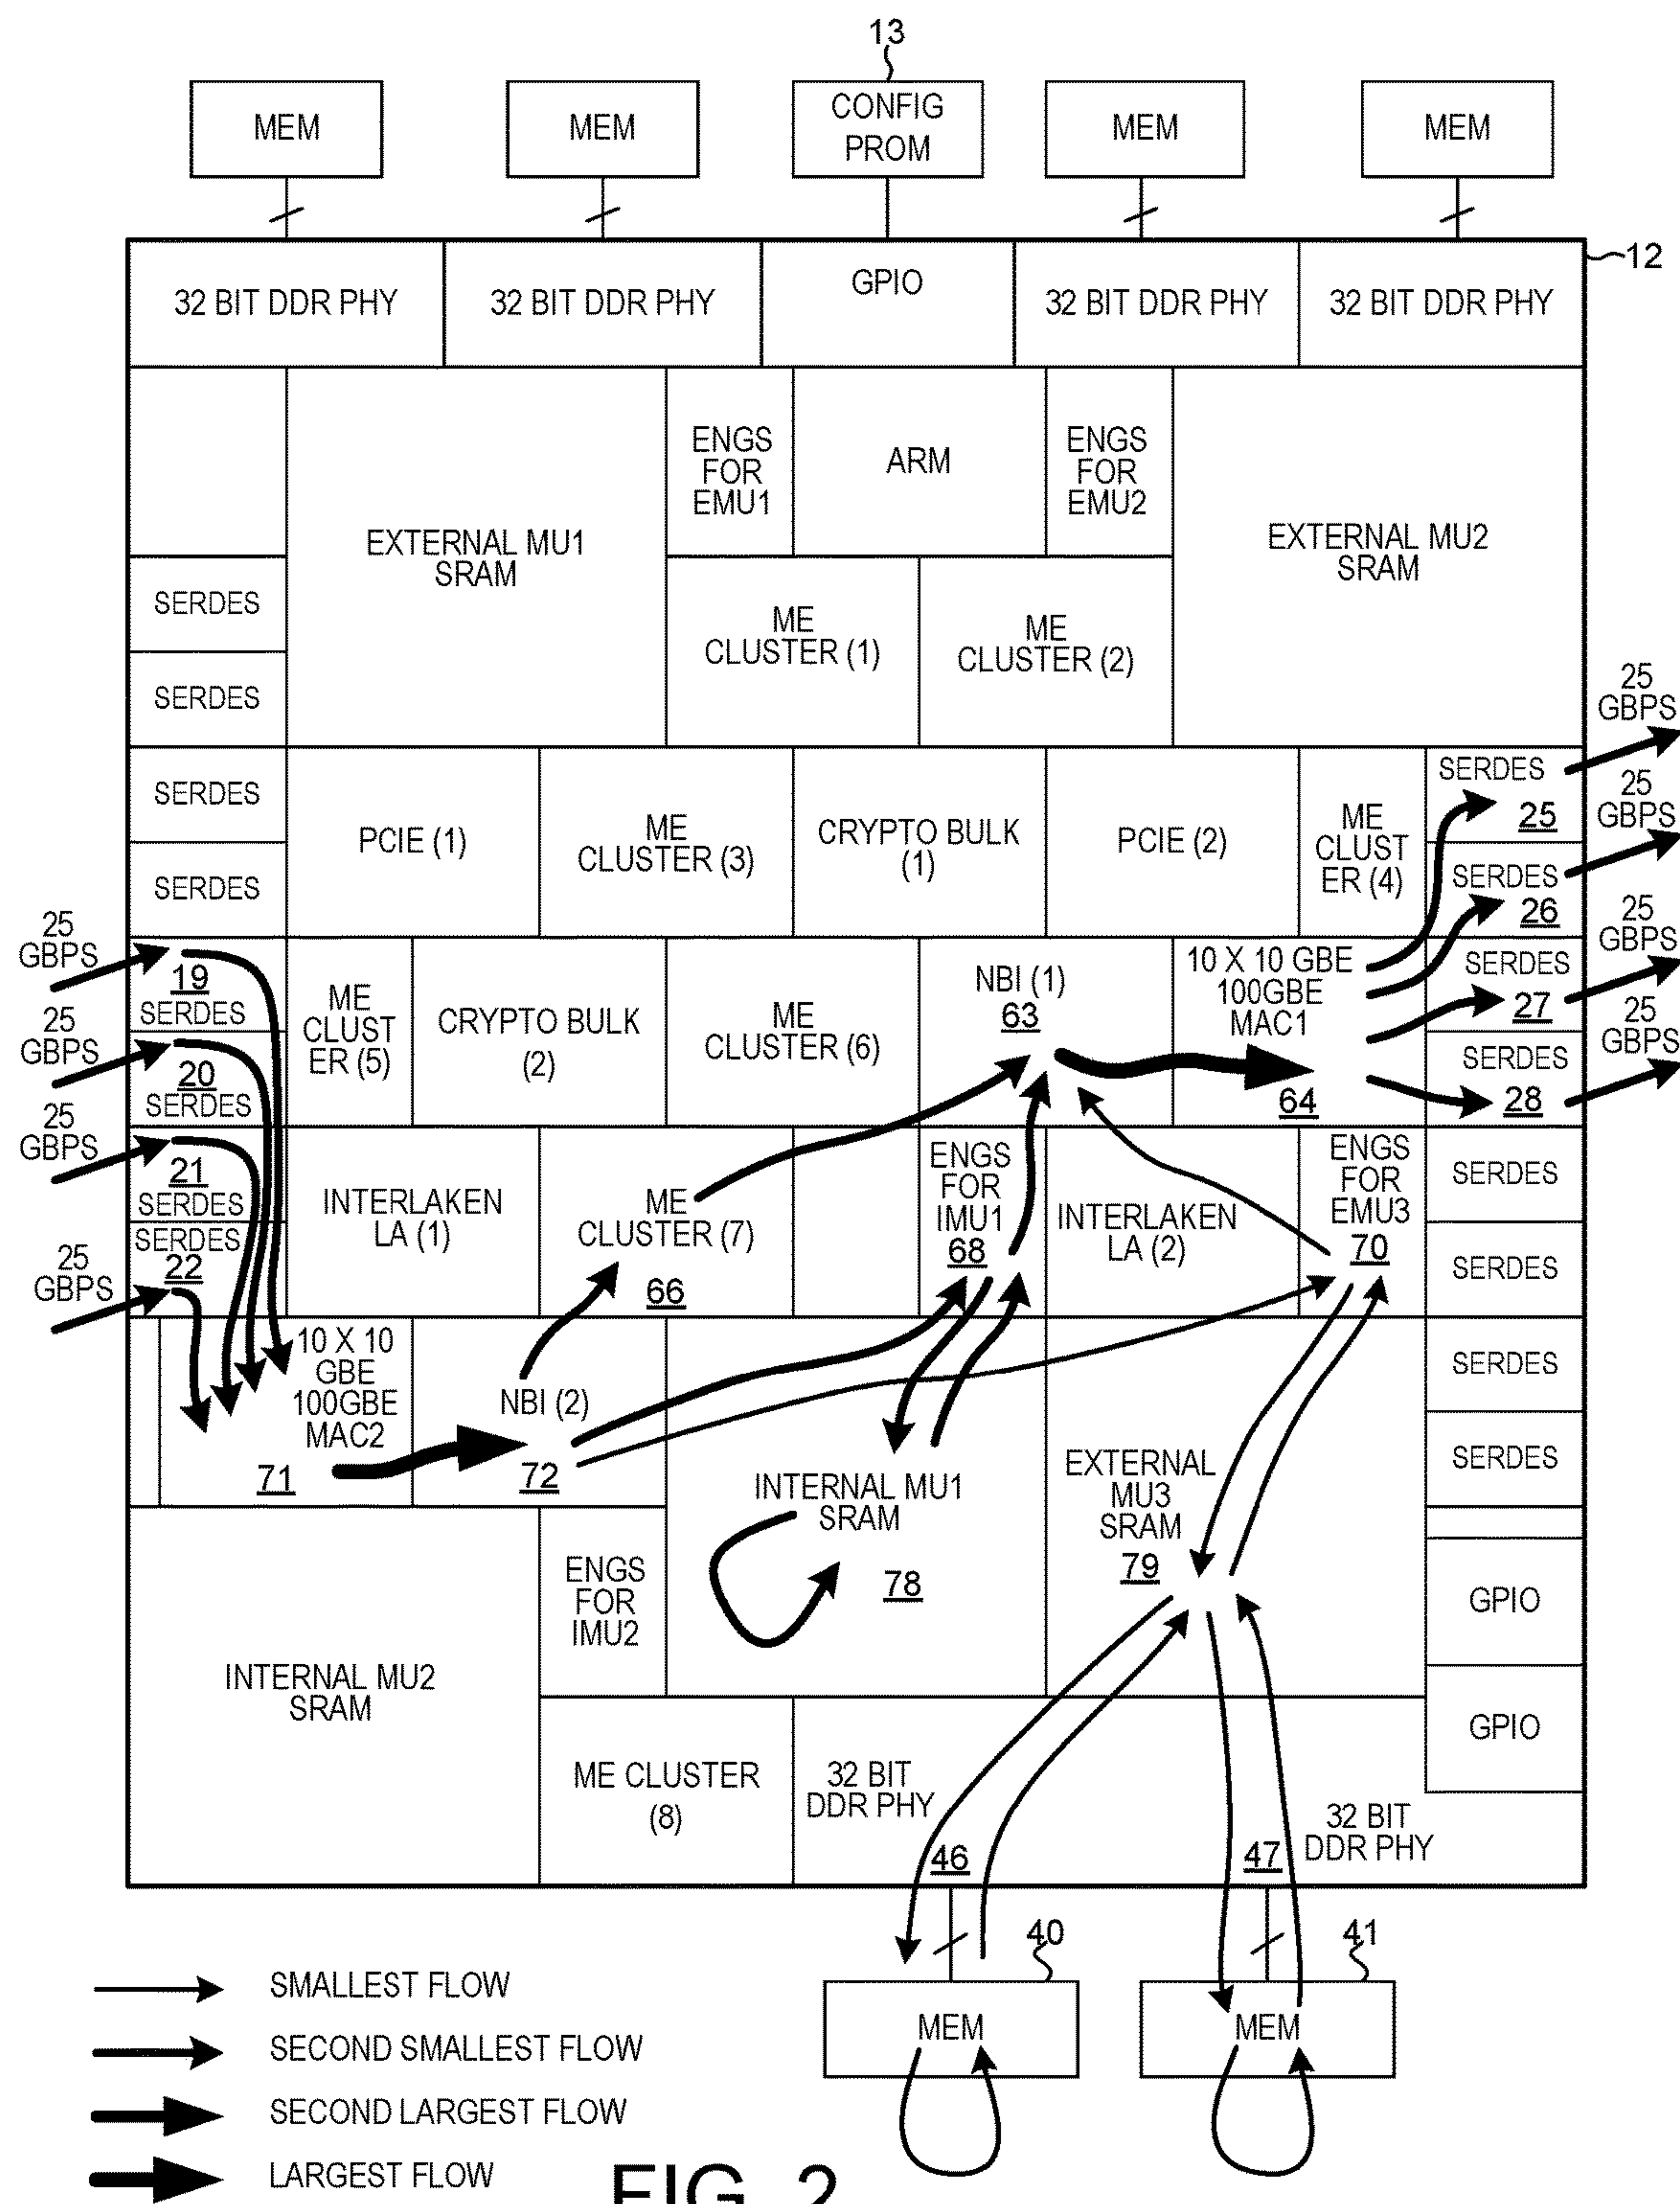 13
MEM
MEM
CONFIG
PROM
MEM
MEM
12
32 BIT DDR PHY
32 BIT DDR PHY
GPIO
32 BIT DDR PHY
32 BIT DDR PHY
EXTERNAL MU1
SRAM
ENGS
FOR
EMU1
ARM
ENGS
FOR
EMU2
EXTERNAL MU2
SRAM
SERDES
SERDES
ME
CLUSTER (1)
ME
CLUSTER (2)
25
GBPS
SERDES
SERDES
PCIE (1)
ME
CLUSTER (3)
CRYPTO BULK
(1)
PCIE (2)
ME
CLUST
ER (4)
SERDES
25
25
GBPS
SERDES
26
25
GBPS
25
GBPS
19
SERDES
25
GBPS
20
SERDES
ME
CLUST
ER (5)
CRYPTO BULK
(2)
ME
CLUSTER (6)
NBI (1)
63
10 X 10 GBE
100GBE
MAC1
64
SERDES
27
25
GBPS
SERDES
28
25
GBPS
21
SERDES
25
GBPS
SERDES
22
INTERLAKEN
LA (1)
ME
CLUSTER (7)
66
ENGS
FOR
IMU1
68
INTERLAKEN
LA (2)
ENGS
FOR
EMU3
70
SERDES
SERDES
10 X 10
GBE
100GBE
MAC2
71
NBI (2)
72
INTERNAL MU1
SRAM
78
EXTERNAL
MU3
SRAM
79
SERDES
SERDES
ENGS
FOR
IMU2
GPIO
INTERNAL MU2
SRAM
GPIO
ME CLUSTER
(8)
32 BIT
DDR PHY
46
47
32 BIT
DDR PHY
40
41
MEM
MEM
SMALLEST FLOW
SECOND SMALLEST FLOW
SECOND LARGEST FLOW
LARGEST FLOW
FIG. 2